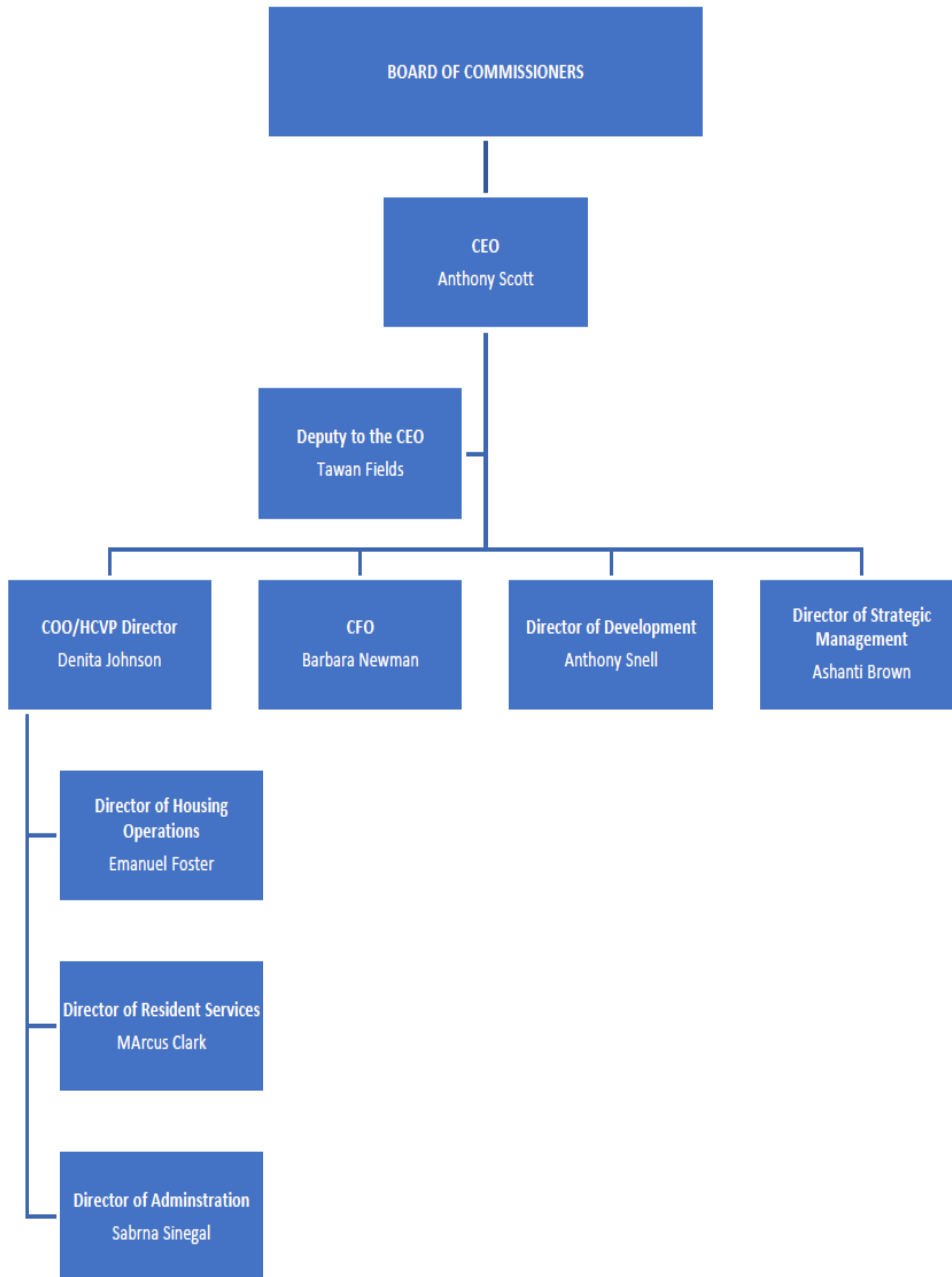 BOARD OF COMMISSIONERS
CEO
Anthony Scott
Deputy to the CEO
Tawan Fields
COO/HCVP Director
Denita Johnson
CFO
Barbara Newman
Director of Development
Anthony Snell
Director of Strategic
Management
Ashanti Brown
Director of Housing
Operations
Emanuel Foster
Director of Resident Services
MArcus Clark
Director of Adminstration
Sabrna Sinegal